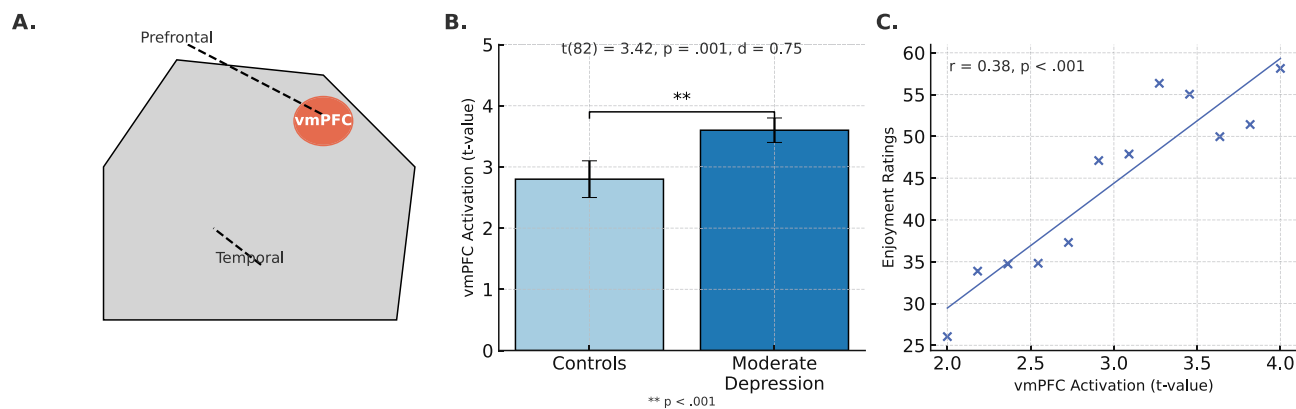 A.
Prefrontal
vmPFC
Temporal
B.
t(82) = 3.42, p = .001, d = 0.75
**
vmPFC Activation (t-value)
5
4
3
2
1
0
Controls
Moderate
Depression
** p < .001
C.
r = 0.38, p < .001
Enjoyment Ratings
60
55
50
45
40
35
30
25
2.0
2.5
3.0
3.5
4.0
vmPFC Activation (t-value)